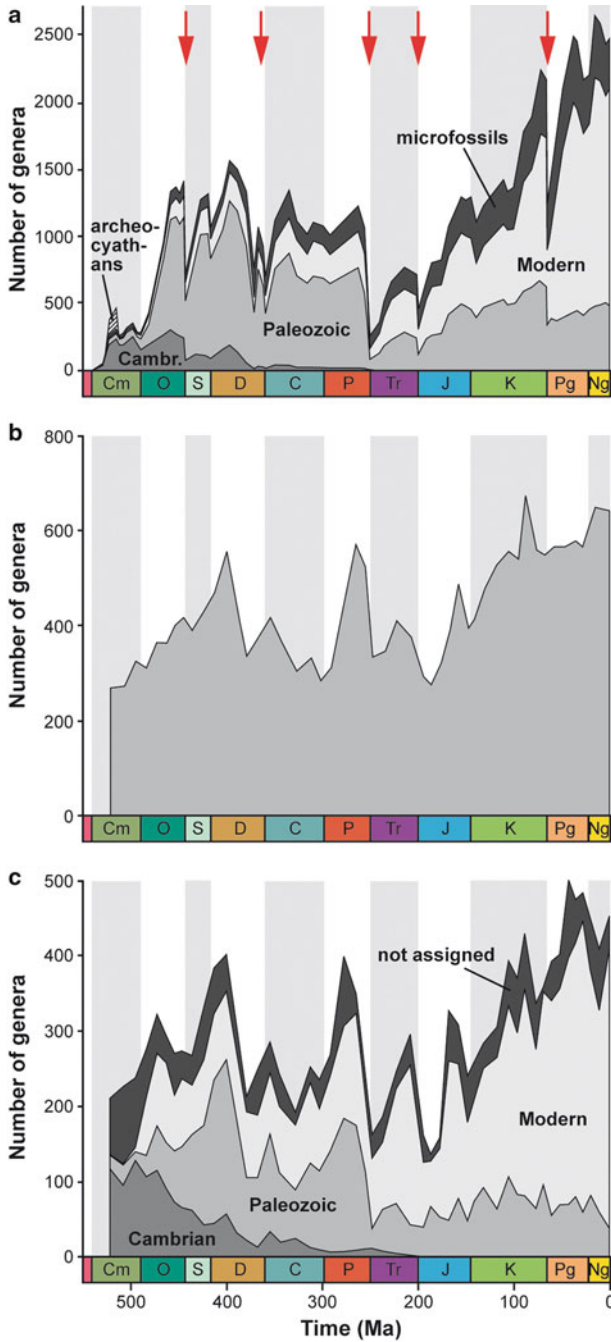 a
2500
2000
1500
1000
500
0
Number of genera
archeo-
cyath-
ans
microfossils
Modern
Paleozoic
Cambr.
Cm O S D C P Tr J K Pg Ng
b
800
600
400
200
0
Number of genera
Cm O S D C P Tr J K Pg Ng
c
500
400
300
200
100
0
Number of genera
not assigned
Modern
Paleozoic
Cambrian
Cm O S D C P Tr J K Pg Ng
500 400 300 200 100 0
Time (Ma)